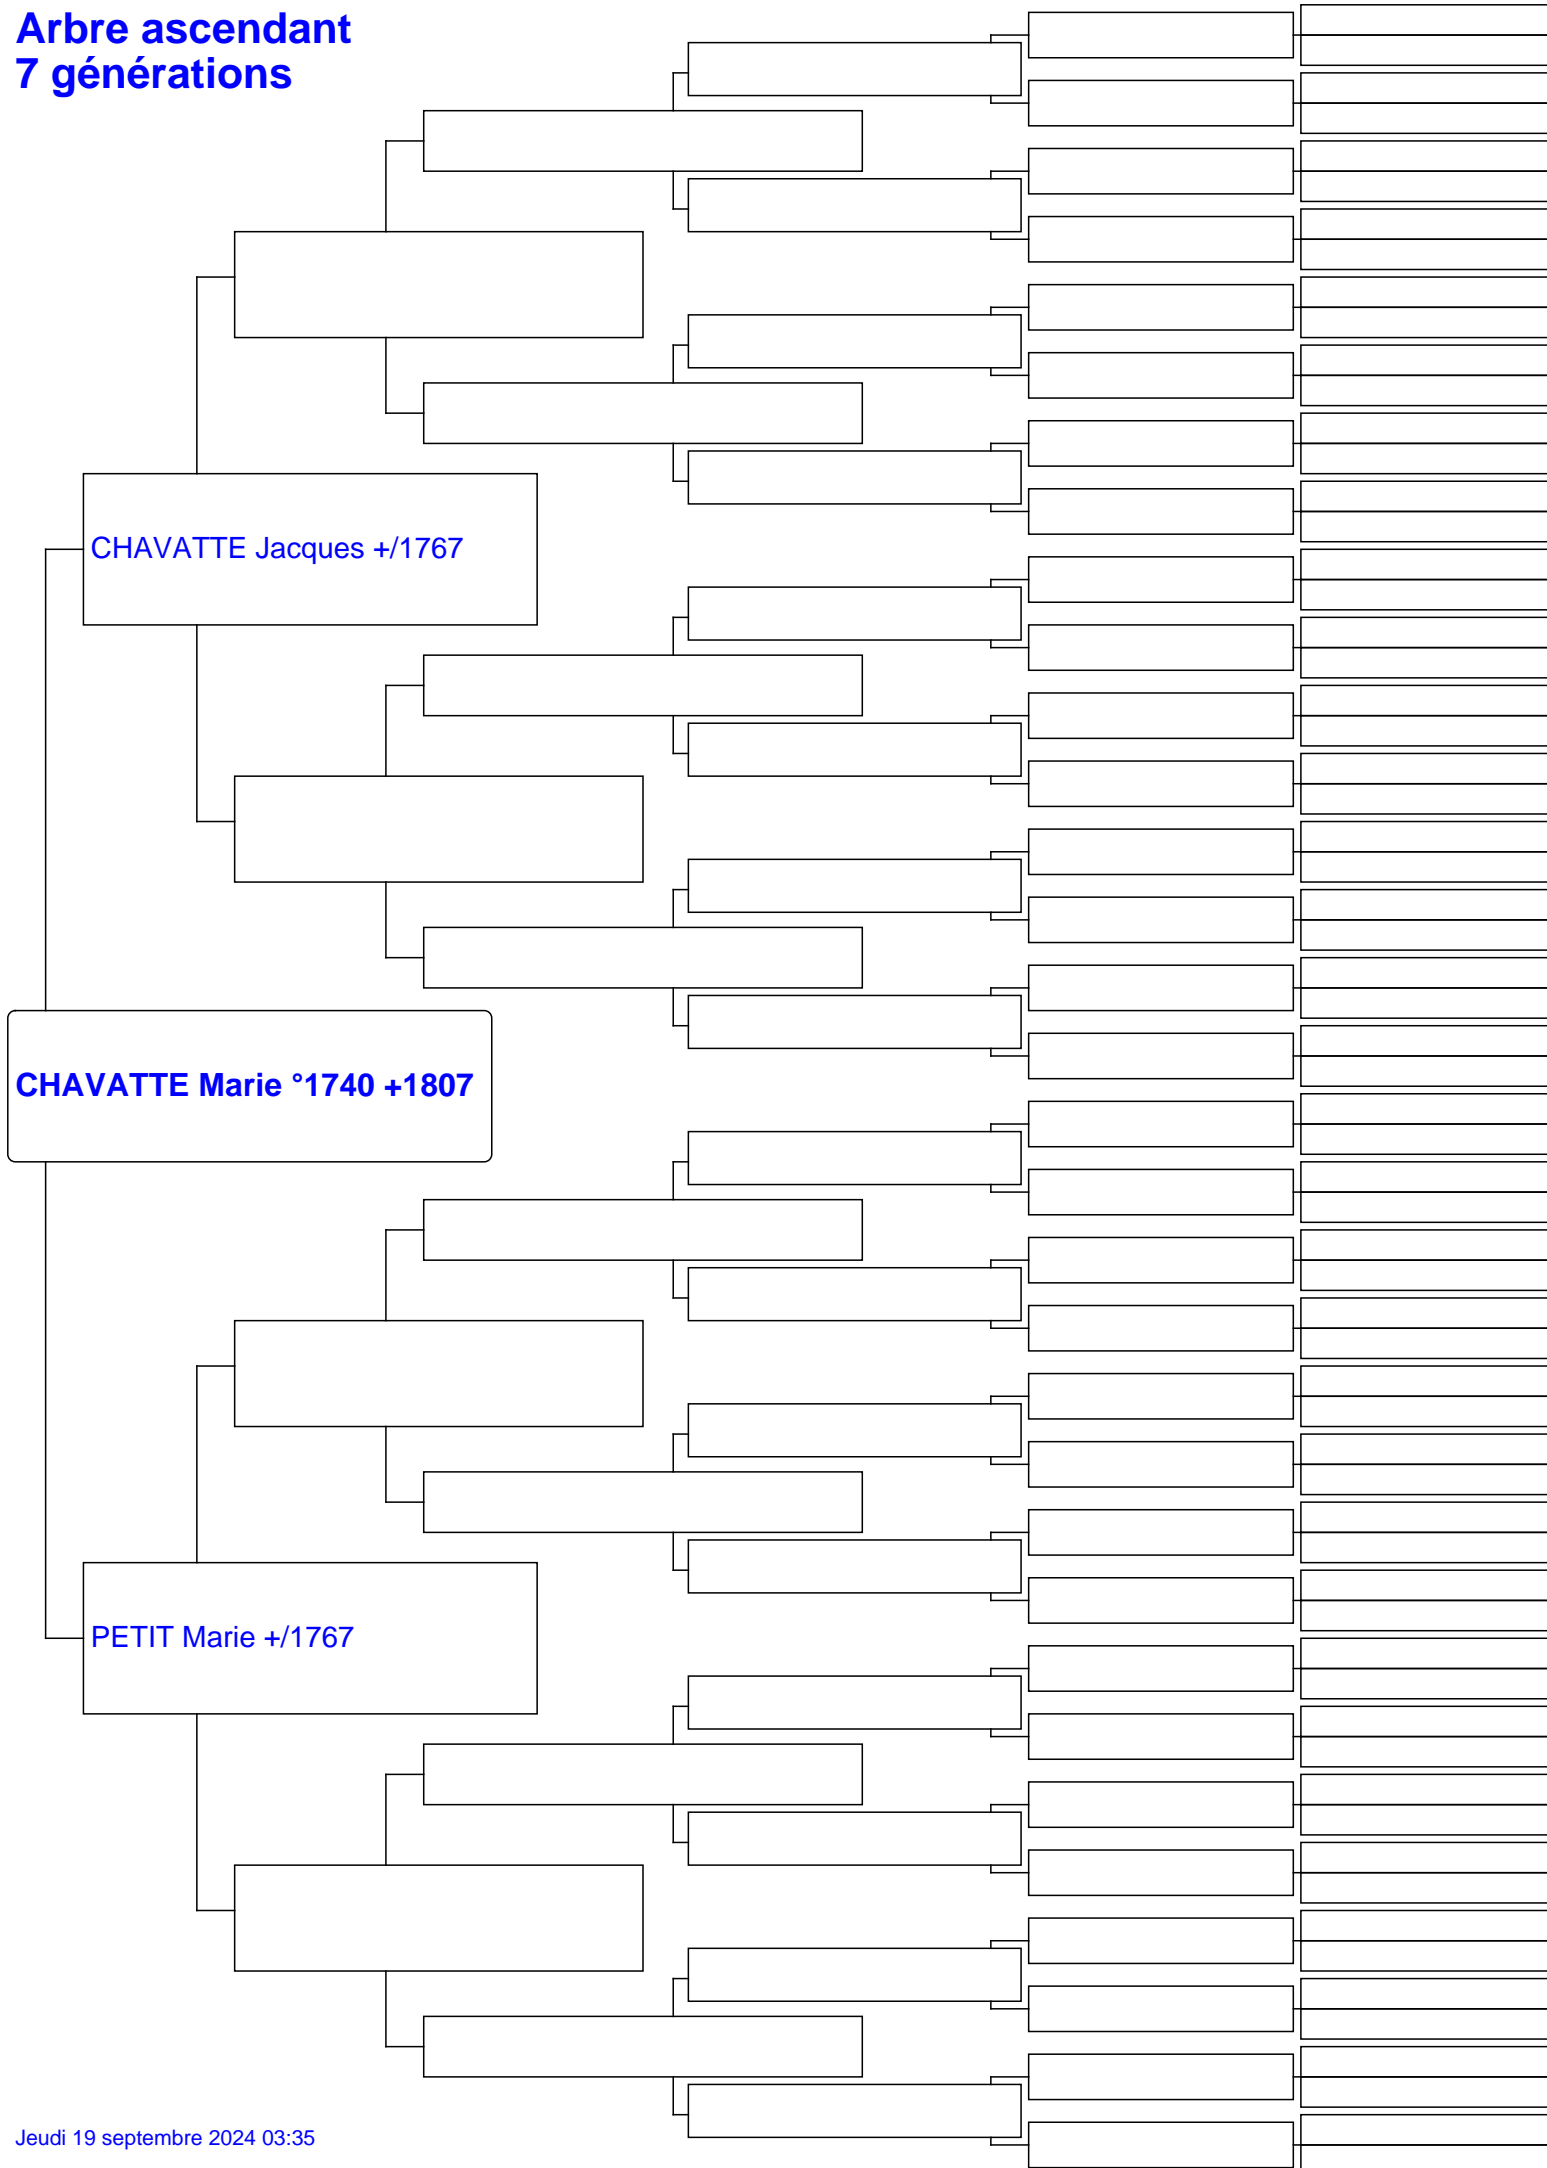 Arbre ascendant
7 générations
CHAVATTE Jacques +/1767
CHAVATTE Marie °1740 +1807
PETIT Marie +/1767
Jeudi 19 septembre 2024 03:35